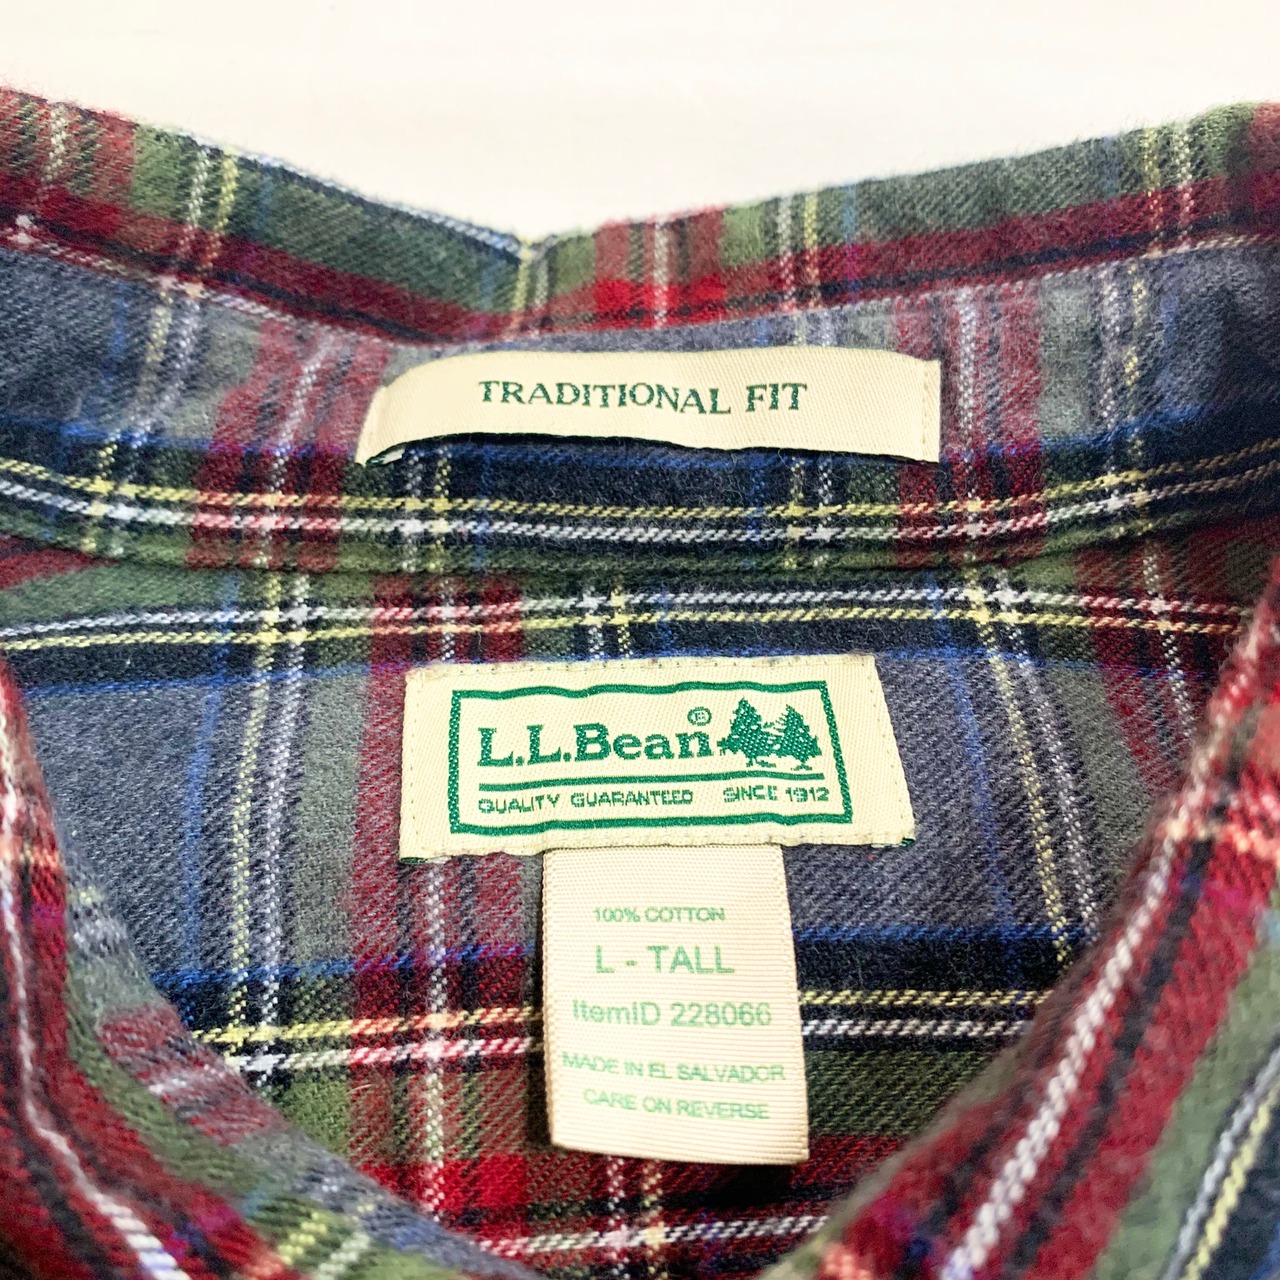 TRADITIONAL FIT
L.L.Bean®
QUALITY GUARANTEED SINCE 1912
100% COTTON
L - TALL
ItemID 228066
MADE IN EL SALVADOR
CARE ON REVERSE